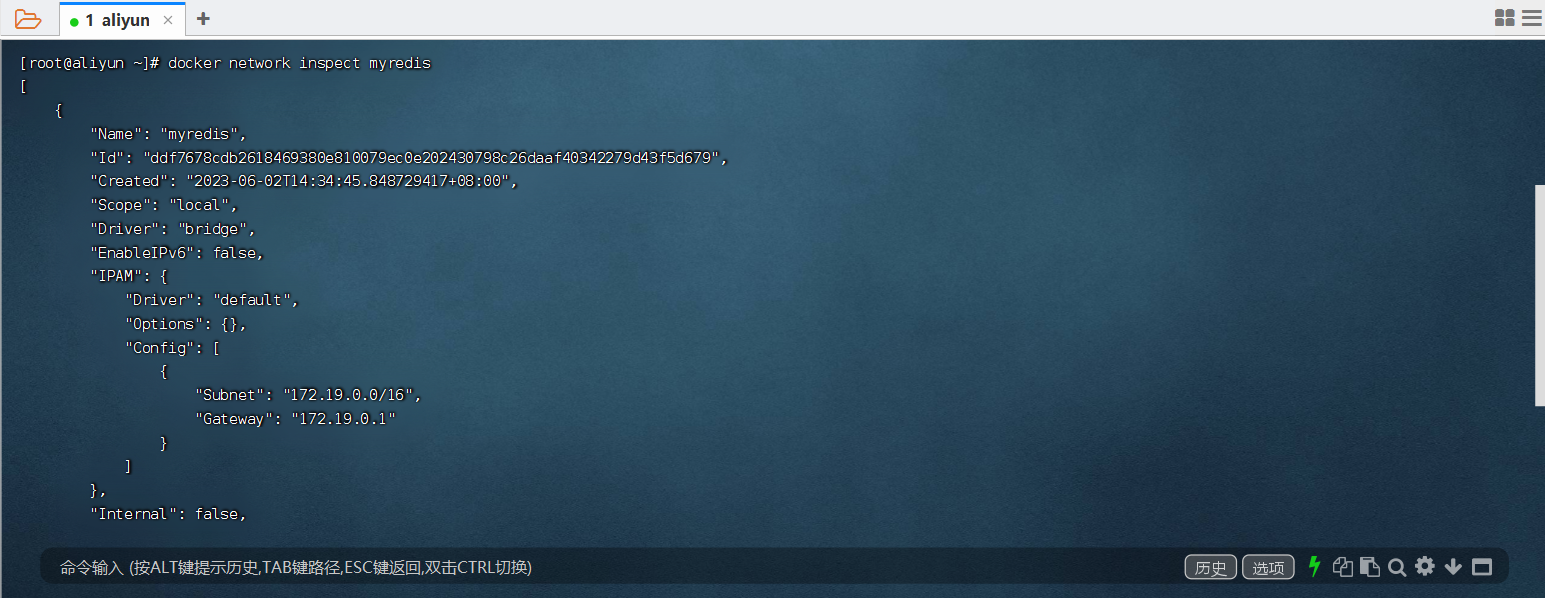 1 aliyun
[root@aliyun ~]# docker network inspect myredis
[
    {
        "Name": "myredis",
        "Id": "ddf7678cdb2618469380e810079ec0e202430798c26daaf40342279d43f5d679",
        "Created": "2023-06-02T14:34:45.848729417+08:00",
        "Scope": "local",
        "Driver": "bridge",
        "EnableIPv6": false,
        "IPAM": {
            "Driver": "default",
            "Options": {},
            "Config": [
                {
                    "Subnet": "172.19.0.0/16",
                    "Gateway": "172.19.0.1"
                }
            ]
        },
        "Internal": false,
命令输入 (按ALT键提示历史,TAB键路径,ESC键返回,双击CTRL切换) 历史 选项